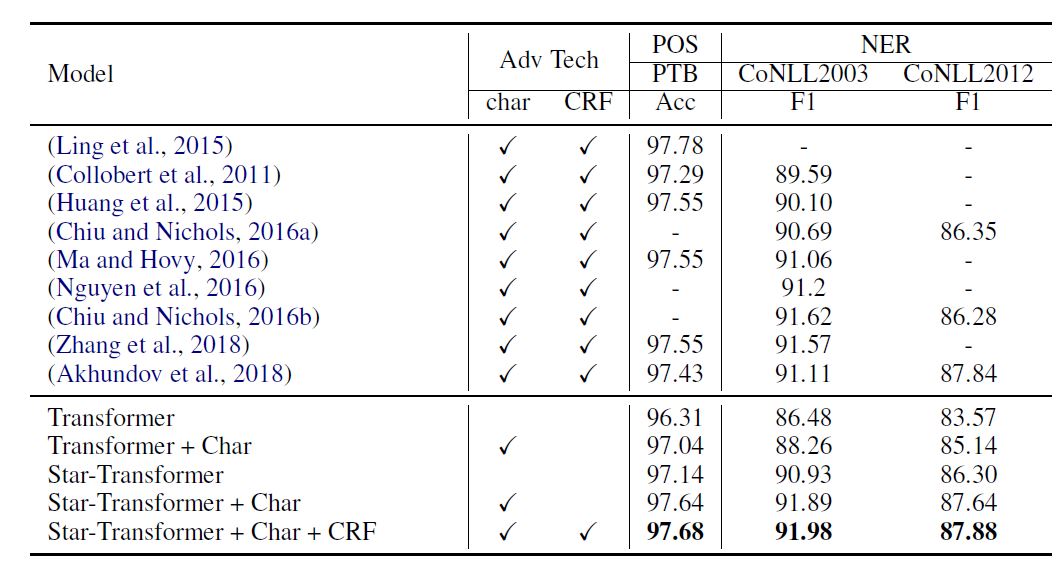 Model Adv Tech POS NER
PTB CoNLL2003 CoNLL2012
char CRF Acc F1 F1
(Ling et al., 2015) ✓ ✓ 97.78 - -
(Collobert et al., 2011) ✓ ✓ 97.29 89.59 -
(Huang et al., 2015) ✓ ✓ 97.55 90.10 -
(Chiu and Nichols, 2016a) ✓ ✓ - 90.69 86.35
(Ma and Hovy, 2016) ✓ ✓ 97.55 91.06 -
(Nguyen et al., 2016) ✓ ✓ - 91.2 -
(Chiu and Nichols, 2016b) ✓ ✓ - 91.62 86.28
(Zhang et al., 2018) ✓ ✓ 97.55 91.57 -
(Akhundov et al., 2018) ✓ ✓ 97.43 91.11 87.84
Transformer 96.31 86.48 83.57
Transformer + Char ✓ 97.04 88.26 85.14
Star-Transformer 97.14 90.93 86.30
Star-Transformer + Char ✓ 97.64 91.89 87.64
Star-Transformer + Char + CRF ✓ ✓ 97.68 91.98 87.88